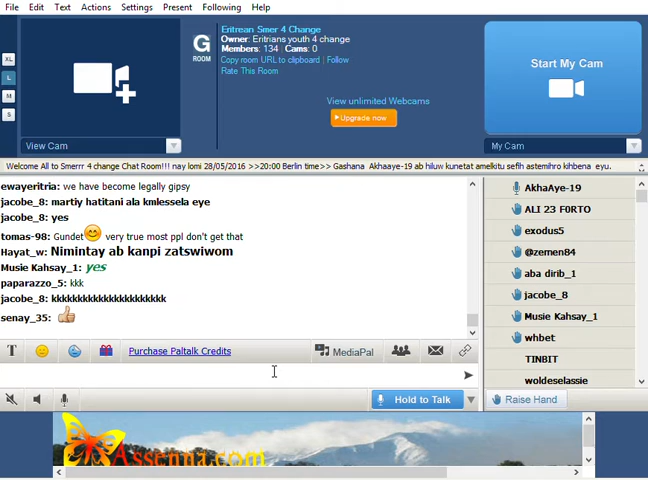 File Edit Text Actions Settings Present Following Help
XL
L
M
S
View Cam
G
ROOM
Eritrean Smer 4 Change
Owner: Eritrians youth 4 change
Members: 134 | Cams: 0
Copy room URL to clipboard | Follow
Rate This Room
View unlimited Webcams
Upgrade now
Start My Cam
My Cam
Welcome All to Smerrr 4 change Chat Room!!! nay lomi 28/05/2016 >>20:00 Berlin time>> Gashana Akhaaye-19 ab hiluw kunetat amelkitu sefih astemihro kihbena eyu.
ewayeritria: we have become legally gipsy
jacobe_8: martiy hatitani ala kmlessela eye
jacobe_8: yes
tomas-98: Gundet very true most ppl don't get that
Hayat_w: Nimintay ab kanpi zatswiwom
Musie Kahsay_1: yes
paparazzo_5: kkk
jacobe_8: kkkkkkkkkkkkkkkkkkkkkk
senay_35:
AkhaAye-19
ALI 23 F0RTO
exodus5
@zemen84
aba dirib_1
jacobe_8
Musie Kahsay_1
whbet
TINBIT
woldeselassie
T Purchase Paltalk Credits MediaPal
Hold to Talk
Raise Hand
Assenna.com